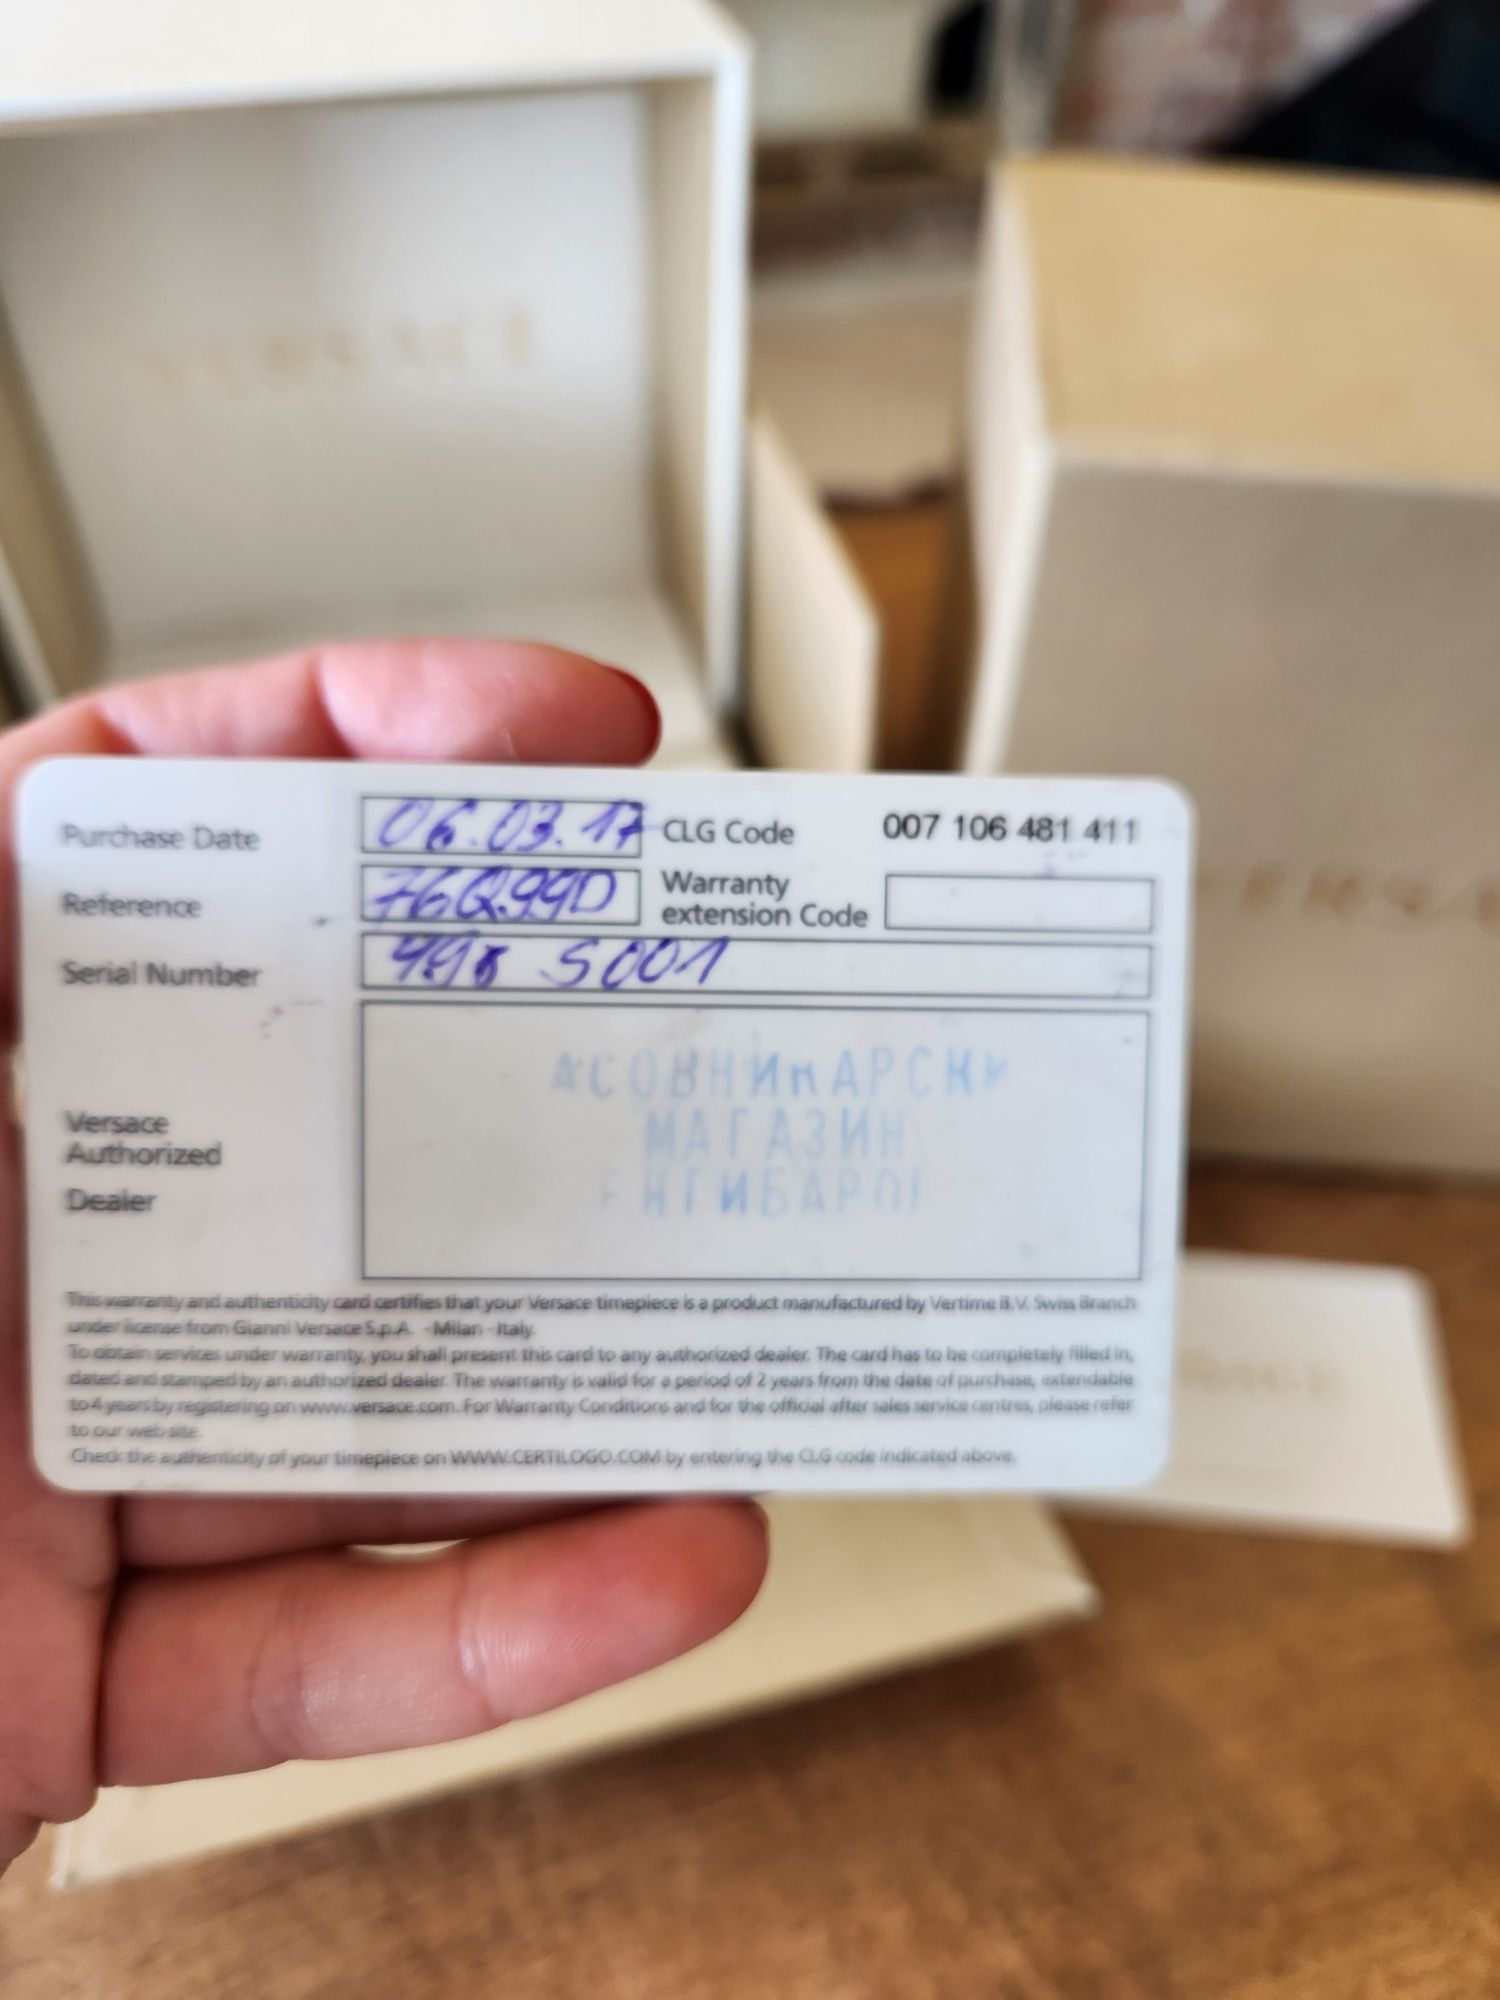 Purchase Date 06.03.17 CLG Code 007 106 481 411
Reference 76Q99D Warranty
extension Code
Serial Number S001
МАГАЗИН
Versace
Authorized
Dealer
This warranty and authenticity card certifies that your Versace timepiece is a product manufactured by Vertime B.V. Swiss Branch
under license from Gianni Versace S.p.A. - Milan - Italy.
To obtain services under warranty, you shall present this card to any authorized dealer. The card has to be completely filled in,
dated and stamped by an authorized dealer. The warranty is valid for a period of 2 years from the date of purchase, extendable
to 4 years by registering on www.versace.com. For Warranty Conditions and for the official after sales service centres, please refer
to our web site.
Check the authenticity of your timepiece on WWW.CERTILOGO.COM by entering the CLG code indicated above.